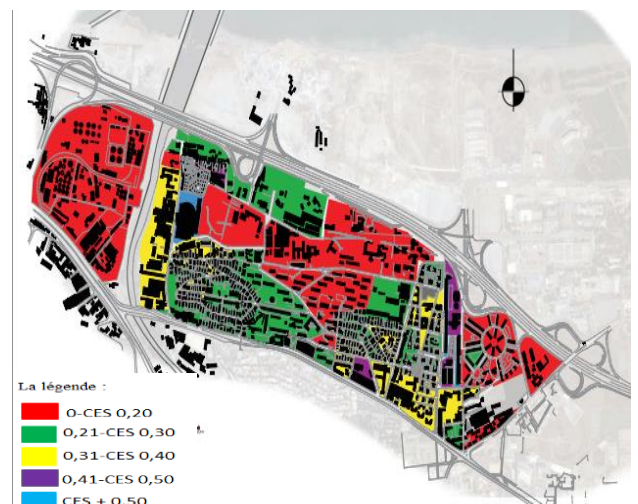 La légende :
0-CES 0,20
0,21-CES 0,30
0,31-CES 0,40
0,41-CES 0,50
CES + 0,50